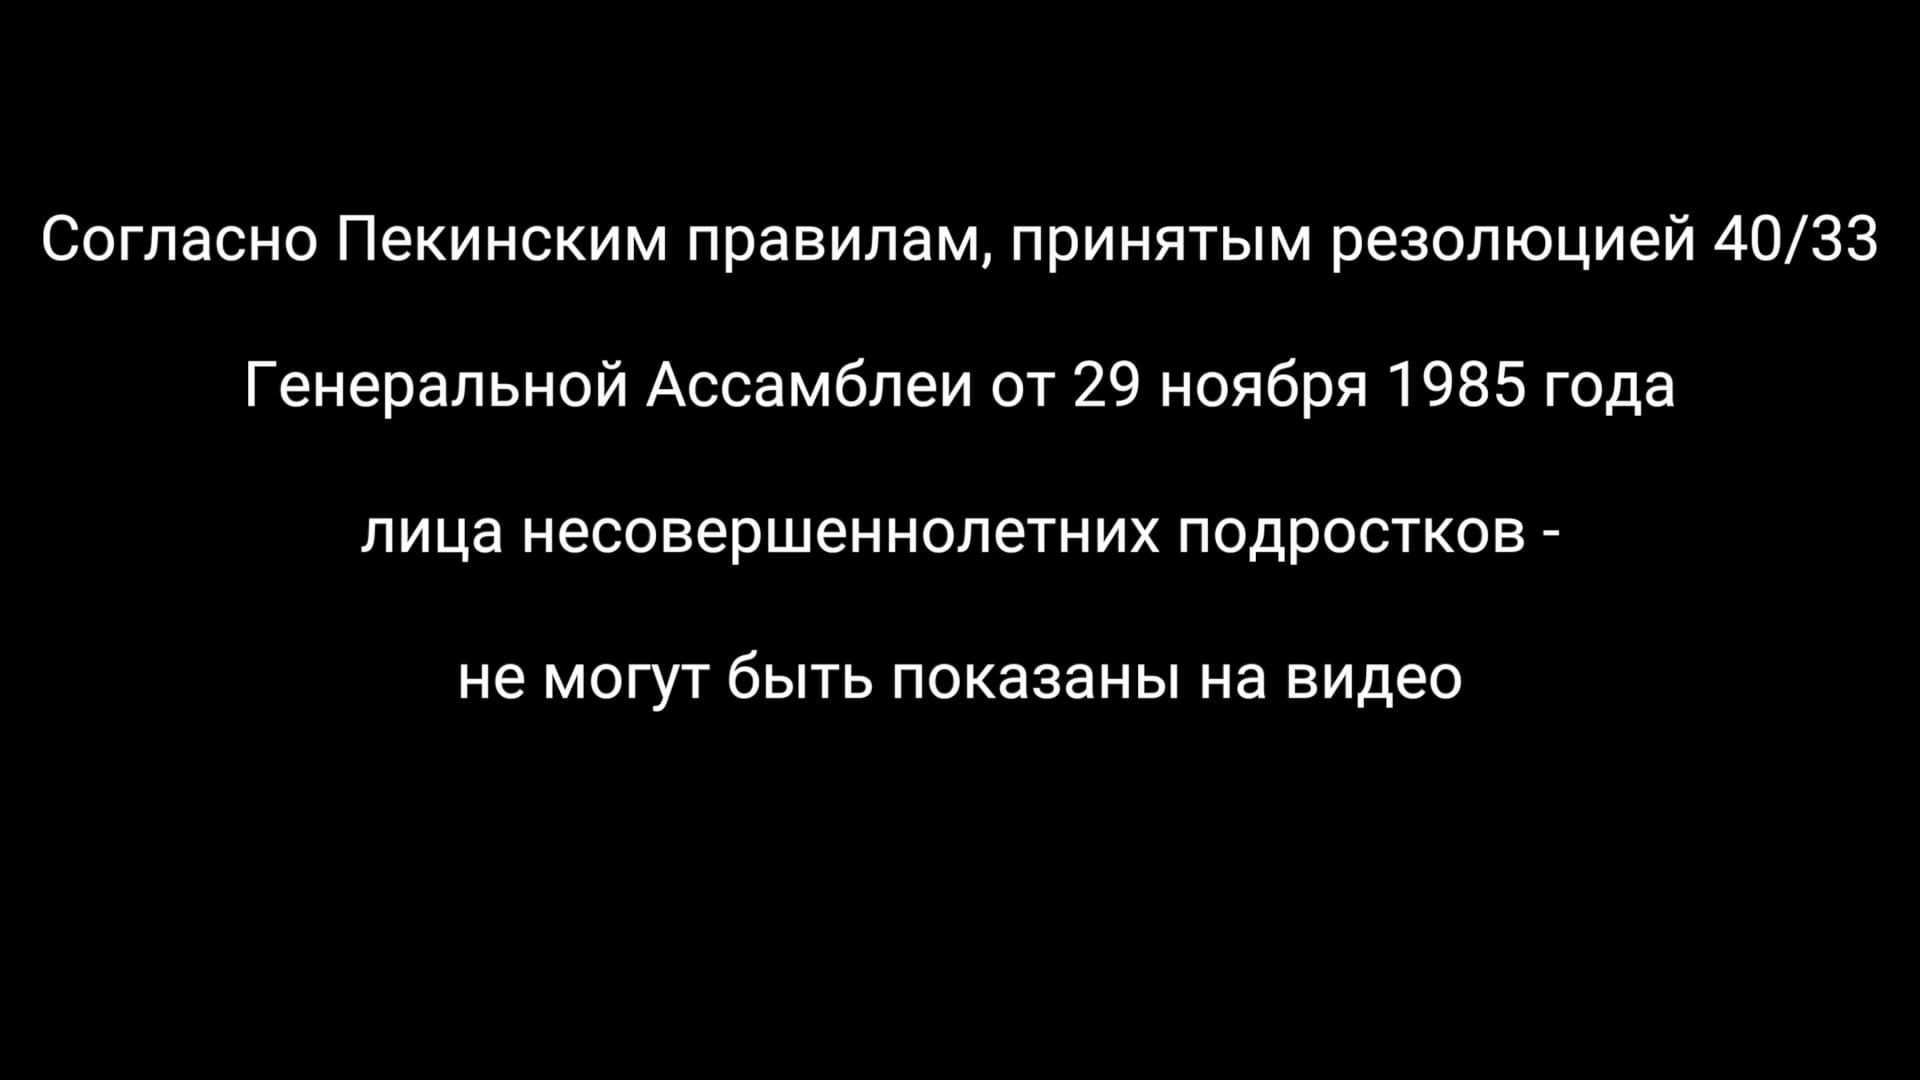 Согласно Пекинским правилам, принятым резолюцией 40/33
Генеральной Ассамблеи от 29 ноября 1985 года
лица несовершеннолетних подростков -
не могут быть показаны на видео